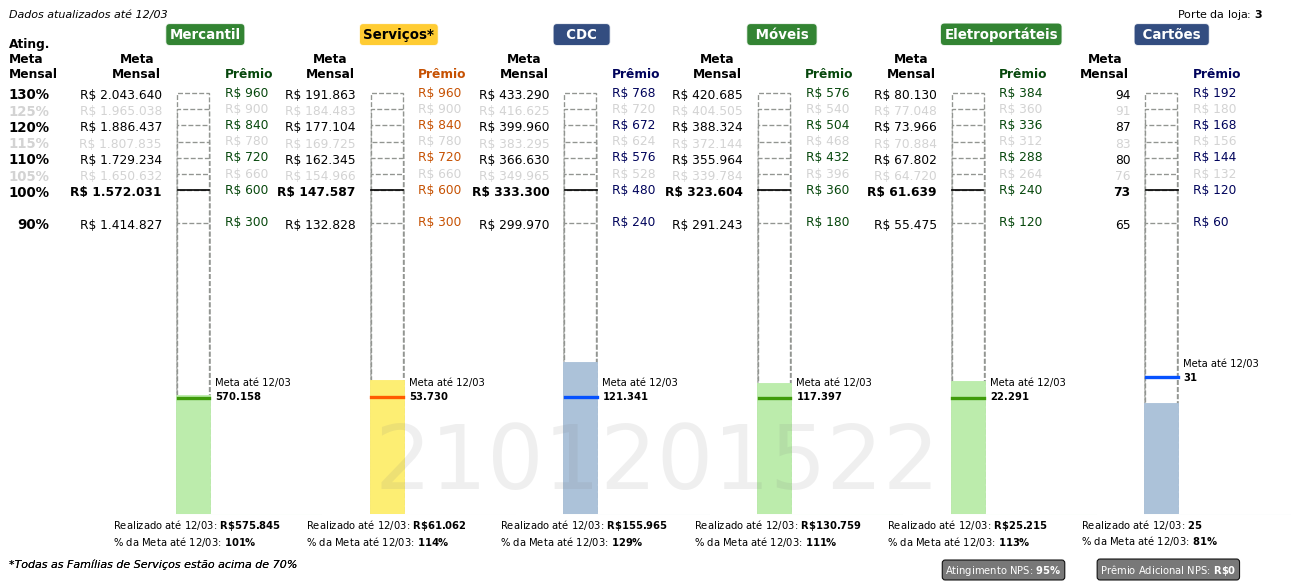 Dados atualizados até 12/03 Porte da loja: 3
Mercantil Serviços* CDC Móveis Eletroportáteis Cartões
Ating. Meta Mensal Meta Mensal Prêmio Meta Mensal Prêmio Meta Mensal Prêmio Meta Mensal Prêmio Meta Mensal Prêmio Meta Mensal Prêmio
130% R$ 2.043.640 R$ 960 R$ 191.863 R$ 960 R$ 433.290 R$ 768 R$ 420.685 R$ 576 R$ 80.130 R$ 384 94 R$ 192
125% R$ 1.965.038 R$ 900 R$ 184.483 R$ 900 R$ 416.625 R$ 720 R$ 404.505 R$ 540 R$ 77.048 R$ 360 91 R$ 180
120% R$ 1.886.437 R$ 840 R$ 177.104 R$ 840 R$ 399.960 R$ 672 R$ 388.324 R$ 504 R$ 73.966 R$ 336 87 R$ 168
115% R$ 1.807.835 R$ 780 R$ 169.725 R$ 780 R$ 383.295 R$ 624 R$ 372.144 R$ 468 R$ 70.884 R$ 312 83 R$ 156
110% R$ 1.729.234 R$ 720 R$ 162.345 R$ 720 R$ 366.630 R$ 576 R$ 355.964 R$ 432 R$ 67.802 R$ 288 80 R$ 144
105% R$ 1.650.632 R$ 660 R$ 154.966 R$ 660 R$ 349.965 R$ 528 R$ 339.784 R$ 396 R$ 64.720 R$ 264 76 R$ 132
100% R$ 1.572.031 R$ 600 R$ 147.587 R$ 600 R$ 333.300 R$ 480 R$ 323.604 R$ 360 R$ 61.639 R$ 240 73 R$ 120
90% R$ 1.414.827 R$ 300 R$ 132.828 R$ 300 R$ 299.970 R$ 240 R$ 291.243 R$ 180 R$ 55.475 R$ 120 65 R$ 60
Meta até 12/03 Meta até 12/03 Meta até 12/03 Meta até 12/03 Meta até 12/03 Meta até 12/03
570.158 53.730 121.341 117.397 22.291 31
2101201522
Realizado até 12/03: R$575.845 Realizado até 12/03: R$61.062 Realizado até 12/03: R$155.965 Realizado até 12/03: R$130.759 Realizado até 12/03: R$25.215 Realizado até 12/03: 25
% da Meta até 12/03: 101% % da Meta até 12/03: 114% % da Meta até 12/03: 129% % da Meta até 12/03: 111% % da Meta até 12/03: 113% % da Meta até 12/03: 81%
*Todas as Famílias de Serviços estão acima de 70% Atingimento NPS: 95% Prêmio Adicional NPS: R$0